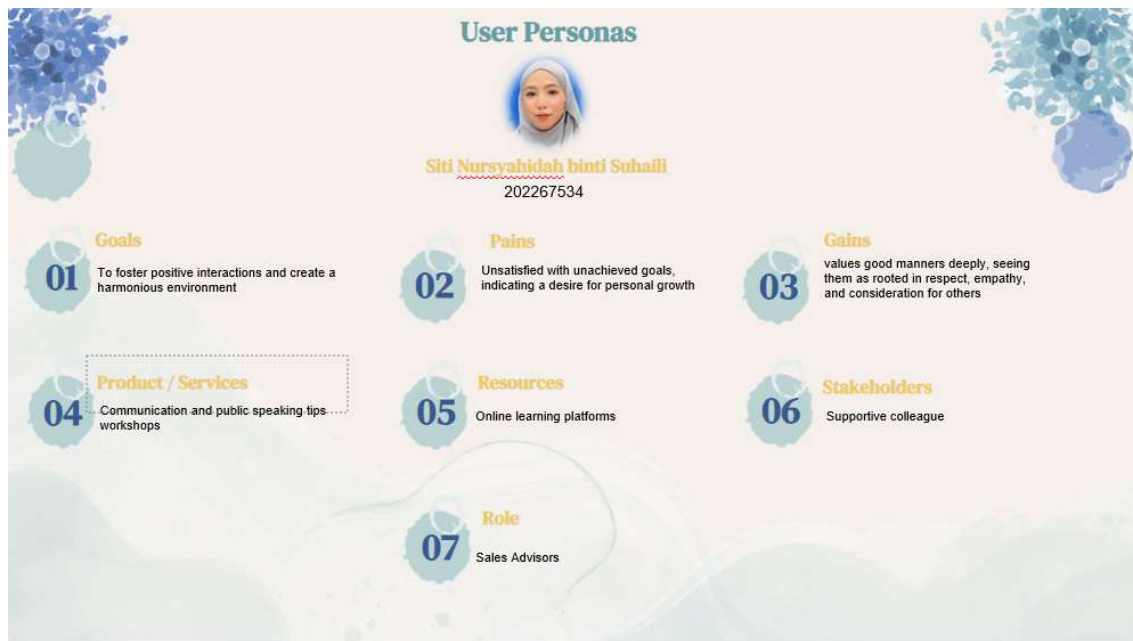 User Personas
Siti Nursyahidah binti Suhaili
202267534
Goals
01
To foster positive interactions and create a
harmonious environment
Pains
02
Unsatisfied with unachieved goals,
indicating a desire for personal growth
Gains
03
values good manners deeply, seeing
them as rooted in respect, empathy,
and consideration for others
Product / Services
04
Communication and public speaking tips
workshops
Resources
05
Online learning platforms
Stakeholders
06
Supportive colleague
Role
07
Sales Advisors